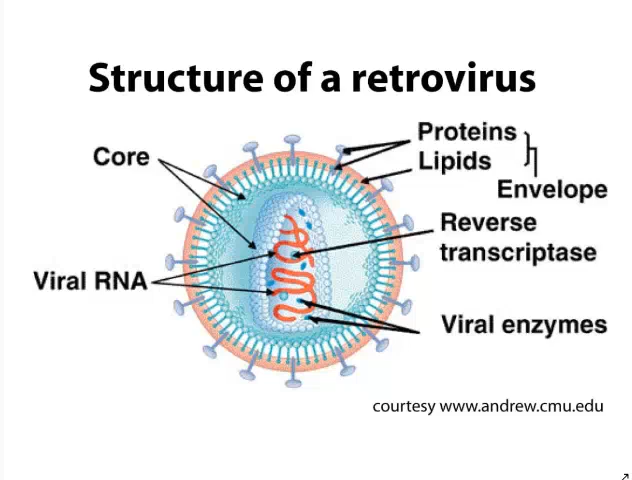 Structure of a retrovirus
Proteins
Core
Lipids
Envelope
Reverse
transcriptase
Viral RNA
Viral enzymes
courtesy www.andrew.cmu.edu